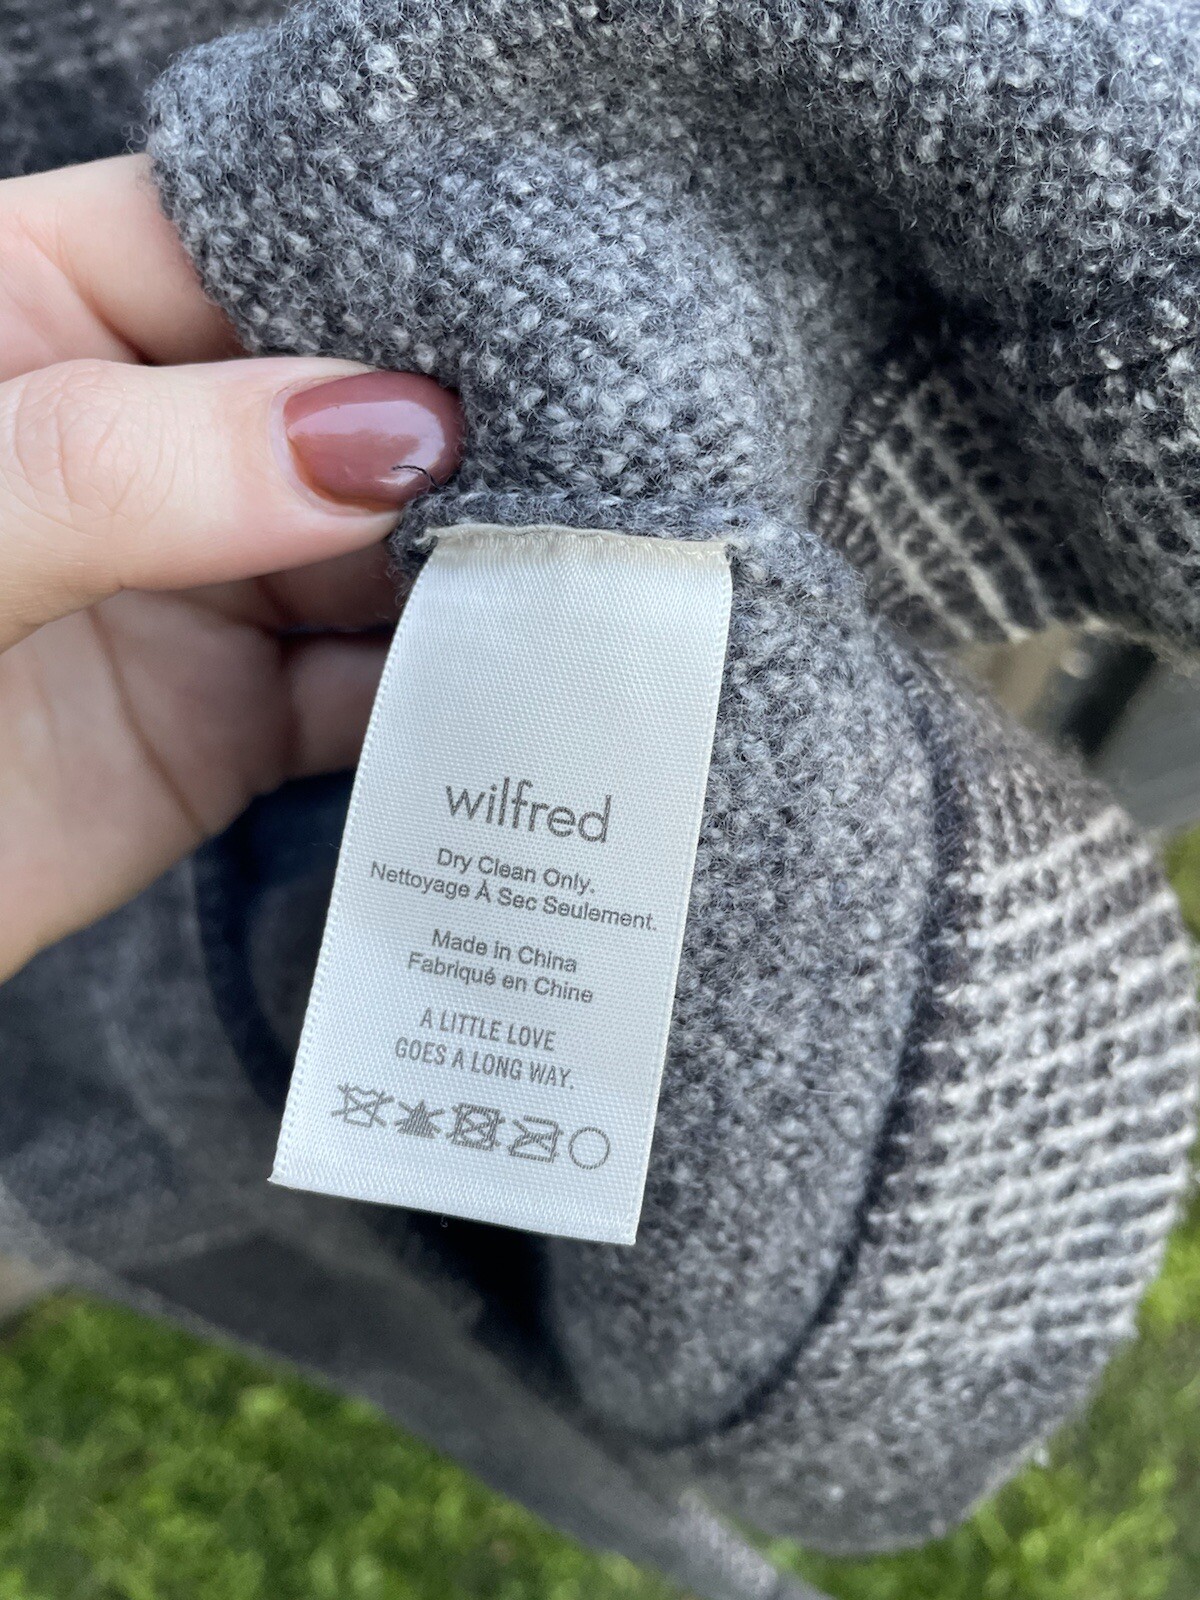 wilfred
Dry Clean Only.
Nettoyage À Sec Seulement.
Made in China
Fabriqué en Chine
A LITTLE LOVE
GOES A LONG WAY.